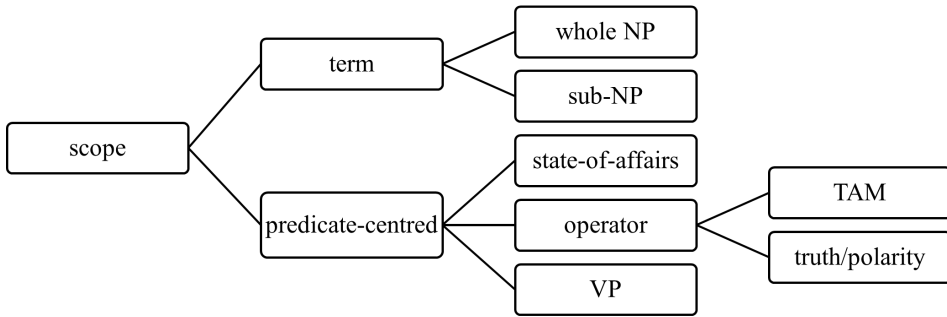 scope
term
whole NP
sub-NP
predicate-centred
state-of-affairs
operator
TAM
truth/polarity
VP